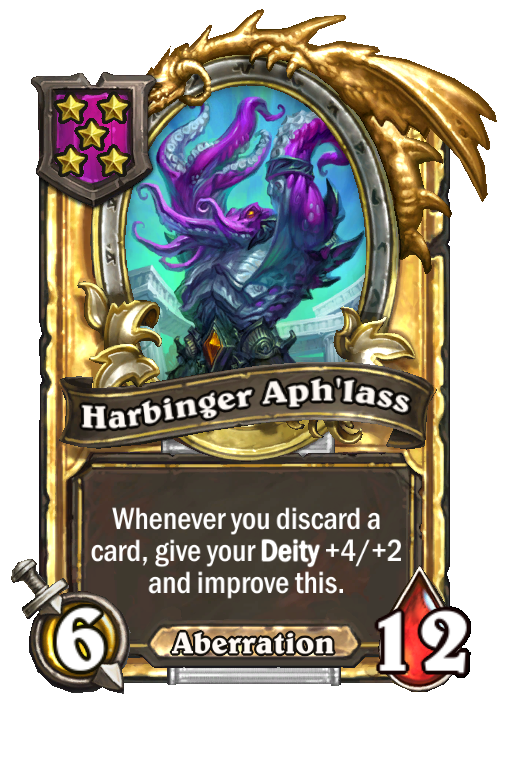 Harbinger Aph'lass
Whenever you discard a
card, give your Deity +4/+2
and improve this.
6
Aberration
12